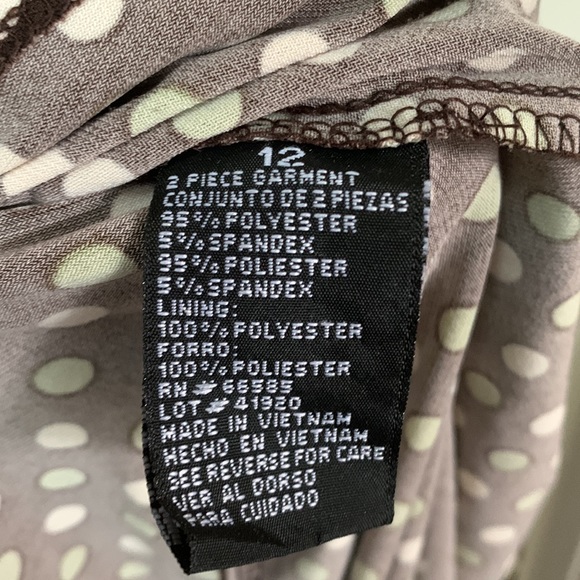 12
2 PIECE GARMENT
CONJUNTO DE 2 PIEZAS
95% POLYESTER
5% SPANDEX
95% POLIESTER
5% SPANDEX
LINING:
100% POLYESTER
FORRO:
100% POLIESTER
RN # 66585
LOT # 41920
MADE IN VIETNAM
HECHO EN VIETNAM
SEE REVERSE FOR CARE
VER AL DORSO
PARA CUIDADO